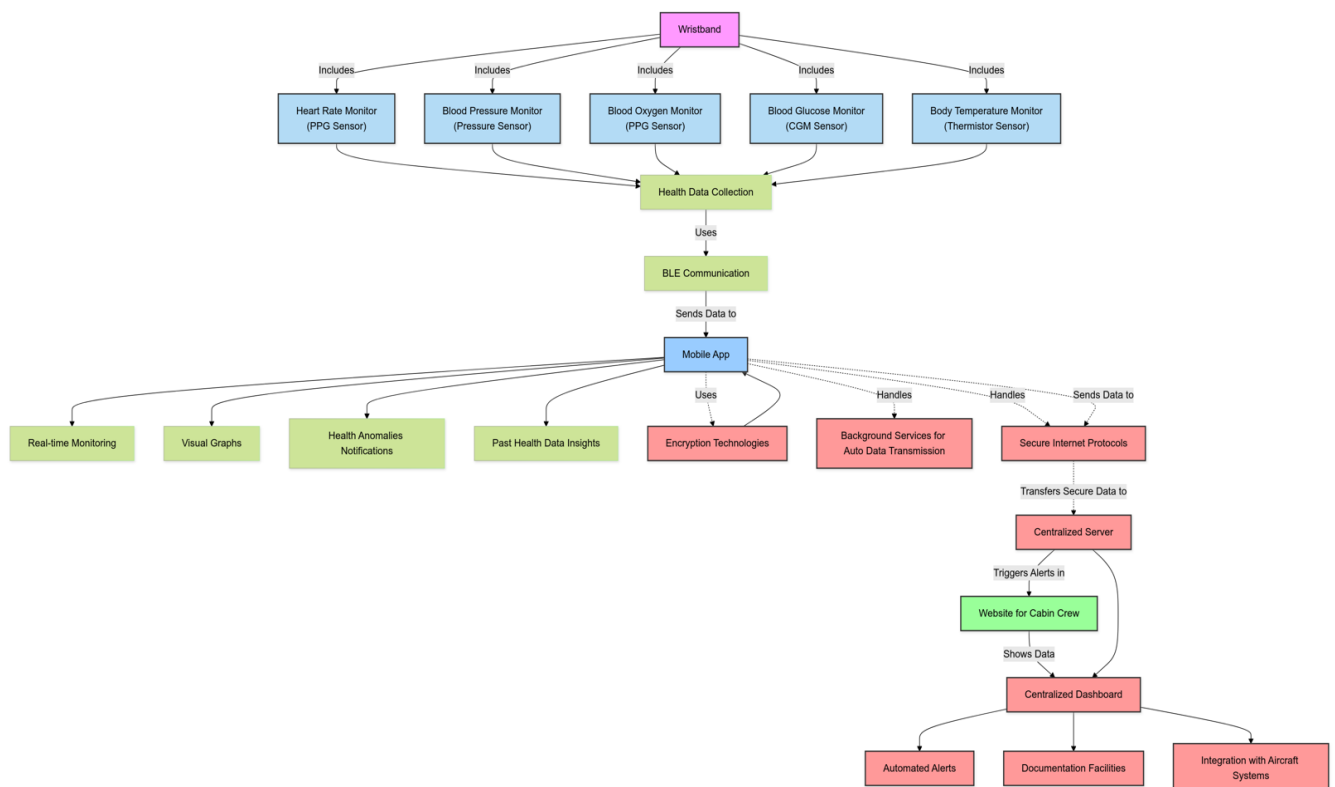 Wristband
Includes
Includes
Includes
Includes
Includes
Heart Rate Monitor
(PPG Sensor)
Blood Pressure Monitor
(Pressure Sensor)
Blood Oxygen Monitor
(PPG Sensor)
Blood Glucose Monitor
(CGM Sensor)
Body Temperature Monitor
(Thermistor Sensor)
Health Data Collection
Uses
BLE Communication
Sends Data to
Mobile App
Uses
Handles
Handles
Sends Data to
Real-time Monitoring
Visual Graphs
Health Anomalies
Notifications
Past Health Data Insights
Encryption Technologies
Background Services for
Auto Data Transmission
Secure Internet Protocols
Transfers Secure Data to
Centralized Server
Triggers Alerts in
Website for Cabin Crew
Shows Data
Centralized Dashboard
Automated Alerts
Documentation Facilities
Integration with Aircraft
Systems